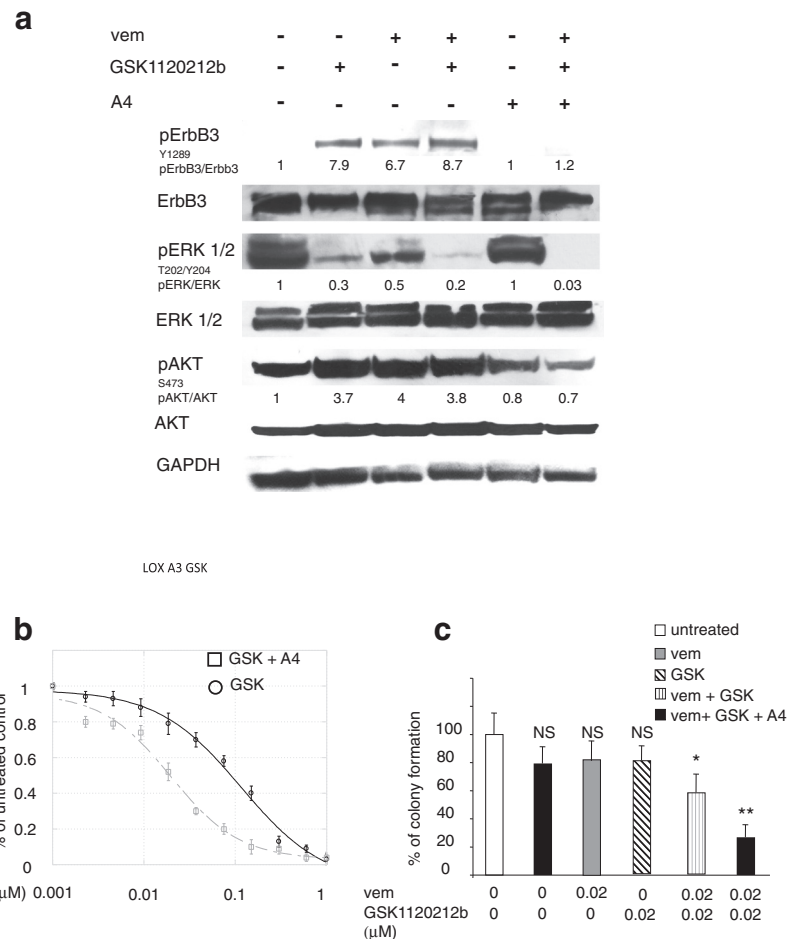 a
vem - - + + - +
GSK1120212b - + - + - +
A4 - - - - + +
pErbB3
Y1289
pErbB3/Erbb3 1 7.9 6.7 8.7 1 1.2
ErbB3
pERK 1/2
T202/Y204
pERK/ERK 1 0.3 0.5 0.2 1 0.03
ERK 1/2
pAKT
S473
pAKT/AKT 1 3.7 4 3.8 0.8 0.7
AKT
GAPDH
LOX A3 GSK
b
GSK + A4
GSK
% of untreated control
1
0.8
0.6
0.4
0.2
0
μM) 0.001 0.01 0.1 1
c
untreated
vem
GSK
vem + GSK
vem+ GSK + A4
% of colony formation
100
80
60
40
20
0
NS NS NS * **
vem 0 0 0.02 0 0.02 0.02
GSK1120212b 0 0 0 0.02 0.02 0.02
(μM)